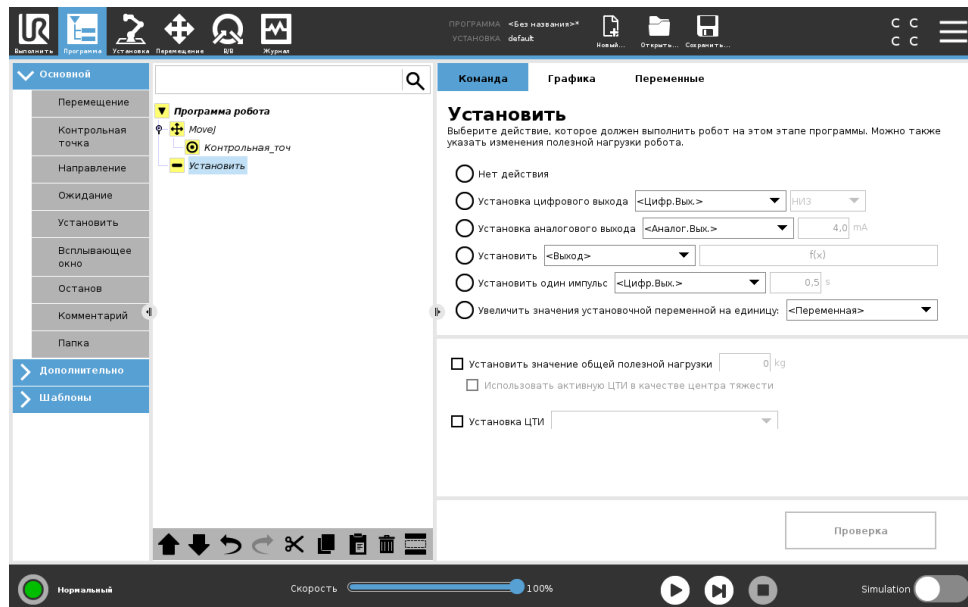 UR
ПРОГРАММА <Без названия>*
УСТАНОВКА default
Выполнить Программа Установка Перемещение В/В Журнал Новый... Открыть... Сохранить...
C C
C C
Основной
Перемещение
Контрольная
точка
Направление
Ожидание
Установить
Всплывающее
окно
Останов
Комментарий
Папка
Дополнительно
Шаблоны
Программа робота
MoveJ
Контрольная_точ
Установить
Команда Графика Переменные
Установить
Выберите действие, которое должен выполнить робот на этом этапе программы. Можно также
указать изменения полезной нагрузки робота.
Нет действия
Установка цифрового выхода <Цифр.Вых.> НИЗ
Установка аналогового выхода <Аналог.Вых.> 4,0 mA
Установить <Выход> f(x)
Установить один импульс <Цифр.Вых.> 0,5 s
Увеличить значения установочной переменной на единицу: <Переменная>
Установить значение общей полезной нагрузки 0 kg
Использовать активную ЦТИ в качестве центра тяжести
Установка ЦТИ
Проверка
Нормальный Скорость 100% Simulation